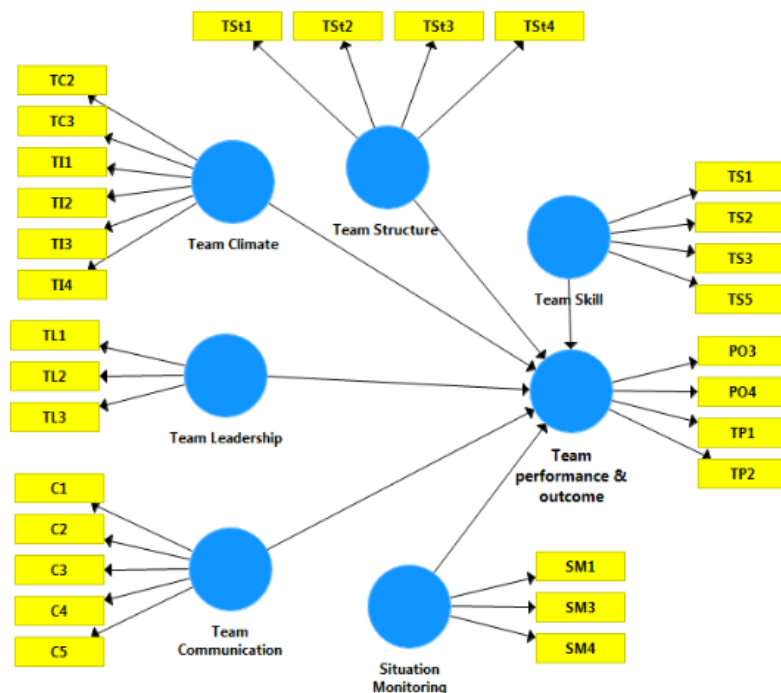 TSt1
TSt2
TSt3
TSt4
TC2
TC3
TI1
TI2
TI3
TI4
Team Climate
Team Structure
TS1
TS2
TS3
TS5
Team Skill
TL1
TL2
TL3
Team Leadership
PO3
PO4
TP1
TP2
Team
performance &
outcome
C1
C2
C3
C4
C5
Team
Communication
SM1
SM3
SM4
Situation
Monitoring